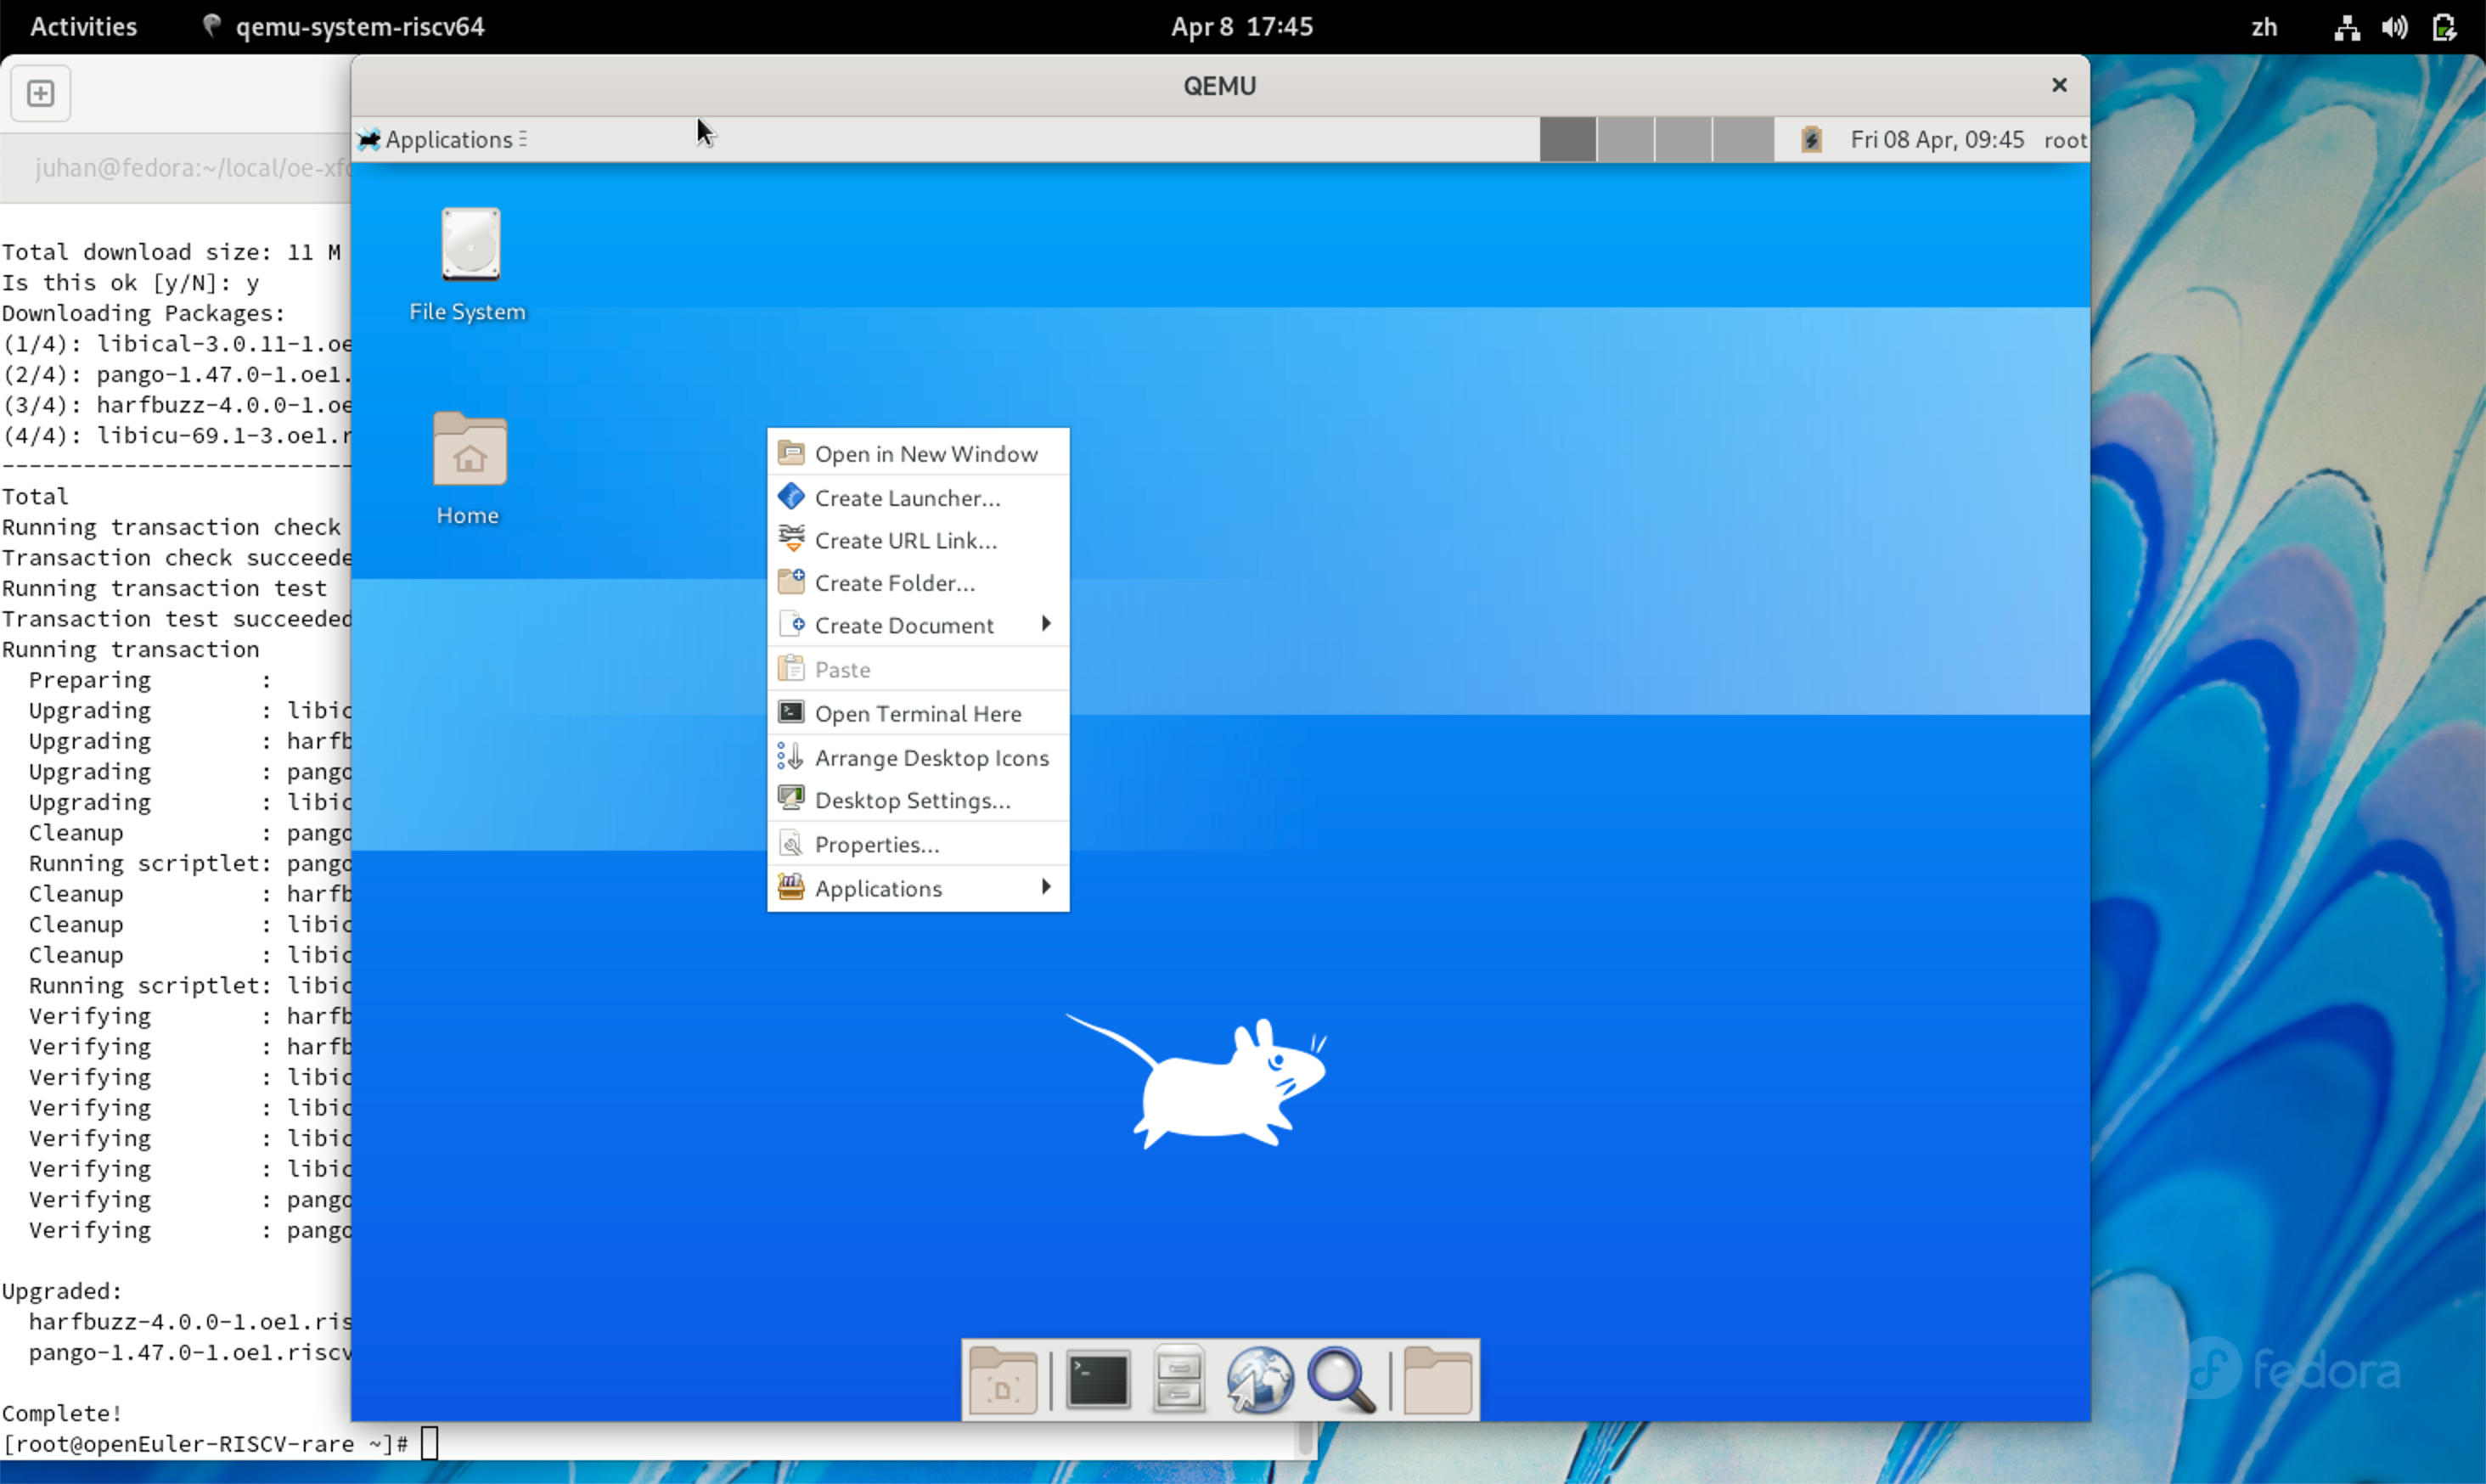 Activities
qemu-system-riscv64
Apr 8 17:45
zh
QEMU
Applications
Fri 08 Apr, 09:45
root
juhan@fedora:~/local/oe-xfc
Total download size: 11 M
Is this ok [y/N]: y
Downloading Packages:
(1/4): libical-3.0.11-1.oe
(2/4): pango-1.47.0-1.oe1.
(3/4): harfbuzz-4.0.0-1.oe
(4/4): libicu-69.1-3.oe1.r
--------------------------
Total
Running transaction check
Transaction check succeede
Running transaction test
Transaction test succeeded
Running transaction
Preparing :
Upgrading : libic
Upgrading : harfb
Upgrading : pango
Upgrading : libic
Cleanup : pango
Running scriptlet: pango
Cleanup : harfb
Cleanup : libic
Cleanup : libic
Running scriptlet: libic
Verifying : harfb
Verifying : harfb
Verifying : libic
Verifying : libic
Verifying : libic
Verifying : libic
Verifying : pango
Verifying : pango
Upgraded:
harfbuzz-4.0.0-1.oe1.ris
pango-1.47.0-1.oe1.riscv
Complete!
[root@openEuler-RISCV-rare ~]#
File System
Home
Open in New Window
Create Launcher...
Create URL Link...
Create Folder...
Create Document
Paste
Open Terminal Here
Arrange Desktop Icons
Desktop Settings...
Properties...
Applications
fedora